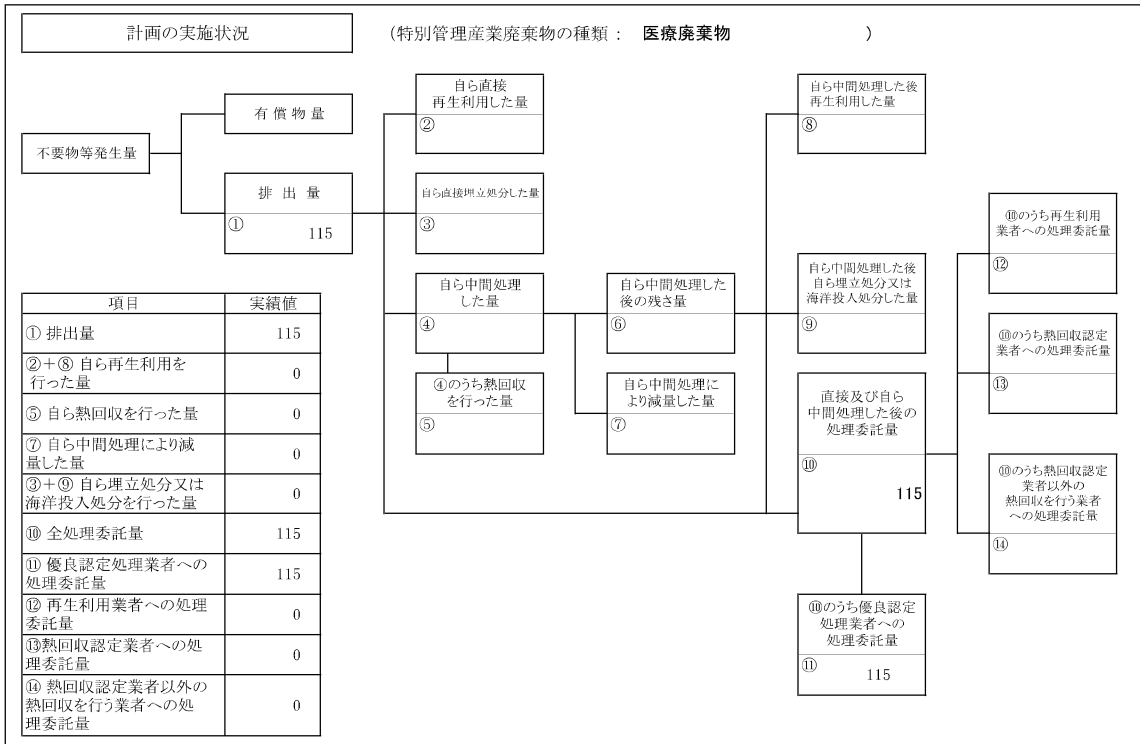 計画の実施状況
(特別管理産業廃棄物の種類： 医療廃棄物 )
不要物等発生量
有償物量
排出量
①
115
自ら直接
再生利用した量
②
自ら直接埋立処分した量
③
自ら中間処理
した量
④
④のうち熱回収
を行った量
⑤
自ら中間処理した
後の残さ量
⑥
自ら中間処理に
より減量した量
⑦
自ら中間処理した後
再生利用した量
⑧
自ら中間処理した後
自ら埋立処分又は
海洋投入処分した量
⑨
直接及び自ら
中間処理した後の
処理委託量
⑩
115
⑩のうち優良認定
処理業者への
処理委託量
⑪
115
⑩のうち再生利用
業者への処理委託量
⑫
⑩のうち熱回収認定
業者への処理委託量
⑬
⑩のうち熱回収認定
業者以外の
熱回収を行う業者
への処理委託量
⑭
項目 実績値
① 排出量 115
②＋⑧ 自ら再生利用を
行った量 0
⑤ 自ら熱回収を行った量 0
⑦ 自ら中間処理により減
量した量 0
③＋⑨ 自ら埋立処分又は
海洋投入処分を行った量 0
⑩ 全処理委託量 115
⑪ 優良認定処理業者への
処理委託量 115
⑫ 再生利用業者への処理
委託量 0
⑬熱回収認定業者への処
理委託量 0
⑭ 熱回収認定業者以外の
熱回収を行う業者への処
理委託量 0